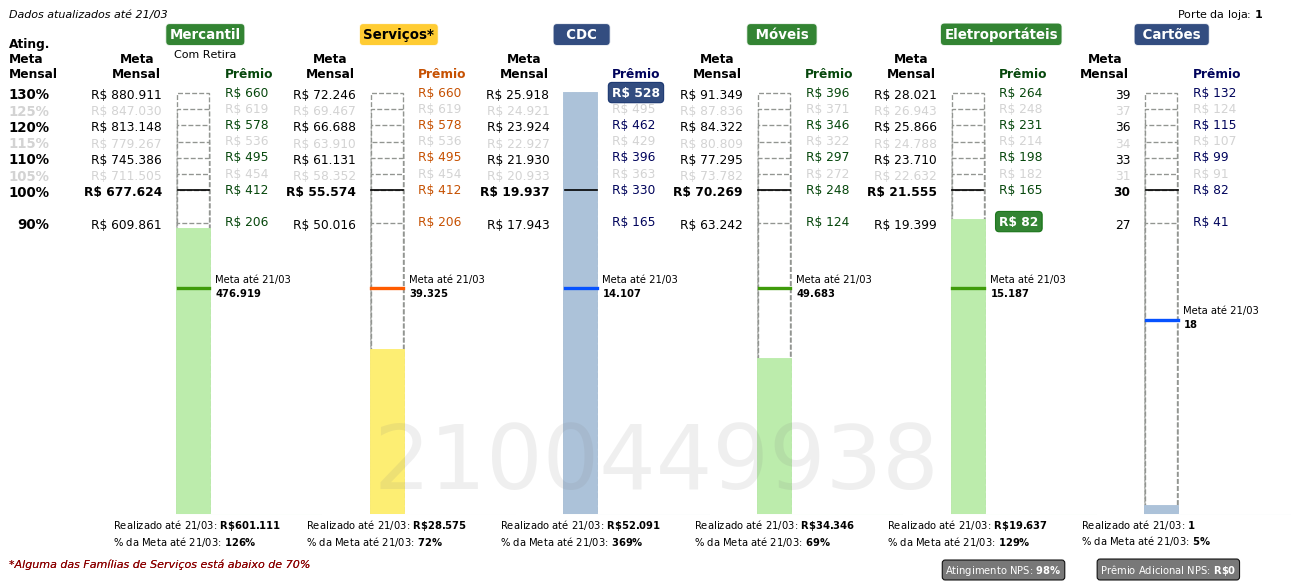 Dados atualizados até 21/03
Porte da loja: 1
Mercantil Serviços* CDC Móveis Eletroportáteis Cartões
Com Retira
Ating. Meta Mensal
Meta Mensal Prêmio Meta Mensal Prêmio Meta Mensal Prêmio Meta Mensal Prêmio Meta Mensal Prêmio Meta Mensal Prêmio
130% R$ 880.911 R$ 660 R$ 72.246 R$ 660 R$ 25.918 R$ 528 R$ 91.349 R$ 396 R$ 28.021 R$ 264 39 R$ 132
125% R$ 847.030 R$ 619 R$ 69.467 R$ 619 R$ 24.921 R$ 495 R$ 87.836 R$ 371 R$ 26.943 R$ 248 37 R$ 124
120% R$ 813.148 R$ 578 R$ 66.688 R$ 578 R$ 23.924 R$ 462 R$ 84.322 R$ 346 R$ 25.866 R$ 231 36 R$ 115
115% R$ 779.267 R$ 536 R$ 63.910 R$ 536 R$ 22.927 R$ 429 R$ 80.809 R$ 322 R$ 24.788 R$ 214 34 R$ 107
110% R$ 745.386 R$ 495 R$ 61.131 R$ 495 R$ 21.930 R$ 396 R$ 77.295 R$ 297 R$ 23.710 R$ 198 33 R$ 99
105% R$ 711.505 R$ 454 R$ 58.352 R$ 454 R$ 20.933 R$ 363 R$ 73.782 R$ 272 R$ 22.632 R$ 182 31 R$ 91
100% R$ 677.624 R$ 412 R$ 55.574 R$ 412 R$ 19.937 R$ 330 R$ 70.269 R$ 248 R$ 21.555 R$ 165 30 R$ 82
90% R$ 609.861 R$ 206 R$ 50.016 R$ 206 R$ 17.943 R$ 165 R$ 63.242 R$ 124 R$ 19.399 R$ 82 27 R$ 41
Meta até 21/03 Meta até 21/03 Meta até 21/03 Meta até 21/03 Meta até 21/03
476.919 39.325 14.107 49.683 15.187
Meta até 21/03
18
2100449938
Realizado até 21/03: R$601.111 Realizado até 21/03: R$28.575 Realizado até 21/03: R$52.091 Realizado até 21/03: R$34.346 Realizado até 21/03: R$19.637 Realizado até 21/03: 1
% da Meta até 21/03: 126% % da Meta até 21/03: 72% % da Meta até 21/03: 369% % da Meta até 21/03: 69% % da Meta até 21/03: 129% % da Meta até 21/03: 5%
*Alguma das Famílias de Serviços está abaixo de 70%
Atingimento NPS: 98% Prêmio Adicional NPS: R$0